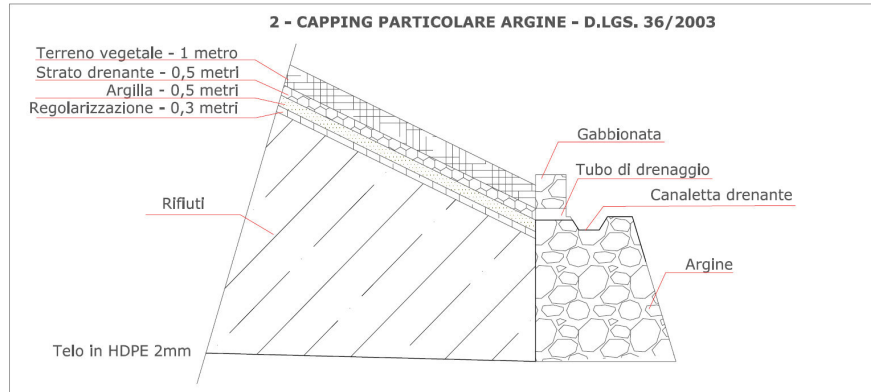 2 - CAPPING PARTICOLARE ARGINE - D.LGS. 36/2003
Terreno vegetale - 1 metro
Strato drenante - 0,5 metri
Argilla - 0,5 metri
Regolarizzazione - 0,3 metri
Gabbionata
Tubo di drenaggio
Canaletta drenante
Rifiuti
Argine
Telo in HDPE 2mm